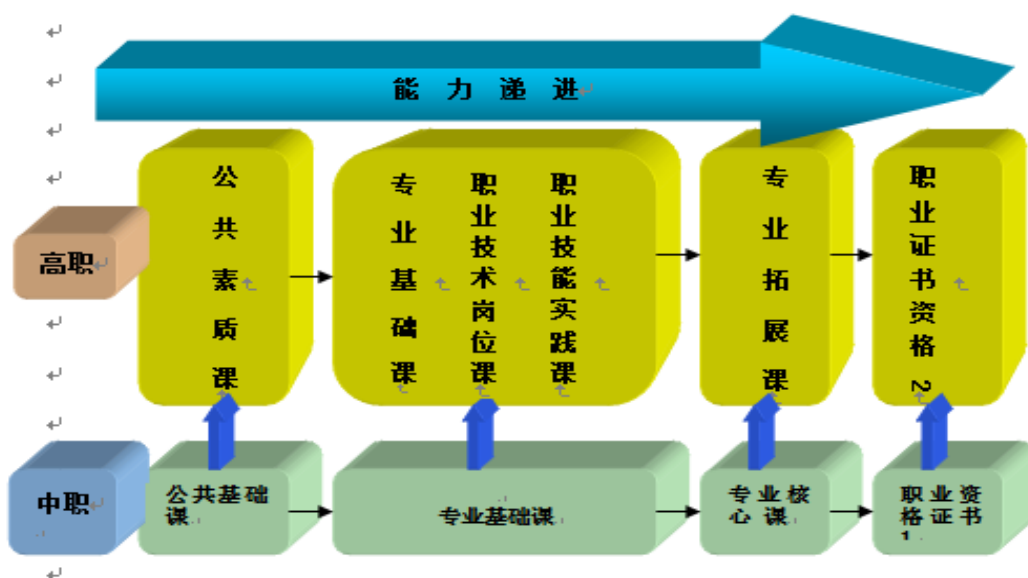 能力递进
高职
公共素质课
专业基础课
职业技术岗位课
职业技能实践课
专业拓展课
职业证书资格2
中职
公共基础
课
专业基础课
专业核
心课
职业资
格证书
1